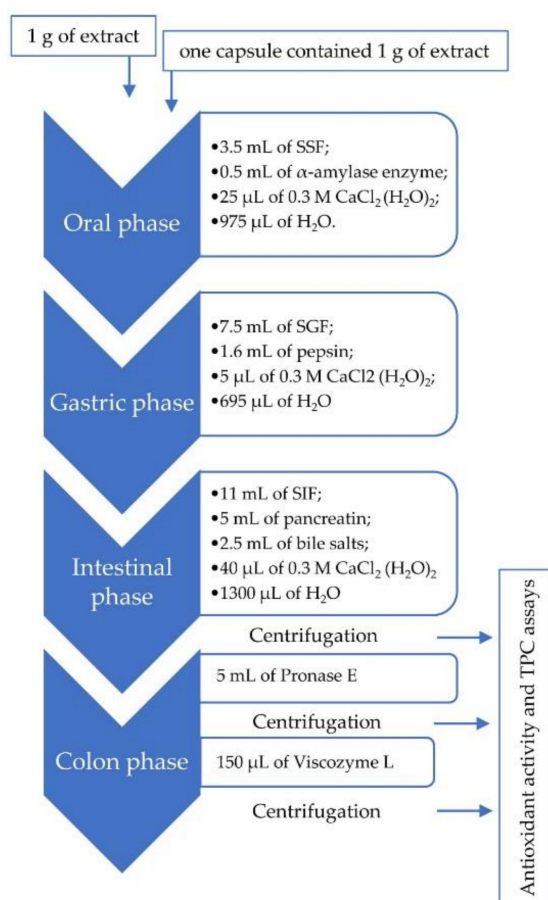 1 g of extract
one capsule contained 1 g of extract
Oral phase
•3.5 mL of SSF;
•0.5 mL of α-amylase enzyme;
•25 μL of 0.3 M CaCl₂ (H₂O)₂;
•975 μL of H₂O.
Gastric phase
•7.5 mL of SGF;
•1.6 mL of pepsin;
•5 μL of 0.3 M CaCl2 (H₂O)₂;
•695 μL of H₂O
Intestinal
phase
•11 mL of SIF;
•5 mL of pancreatin;
•2.5 mL of bile salts;
•40 μL of 0.3 M CaCl₂ (H₂O)₂
•1300 μL of H₂O
Centrifugation
Colon phase
5 mL of Pronase E
Centrifugation
150 μL of Viscozyme L
Centrifugation
Antioxidant activity and TPC assays